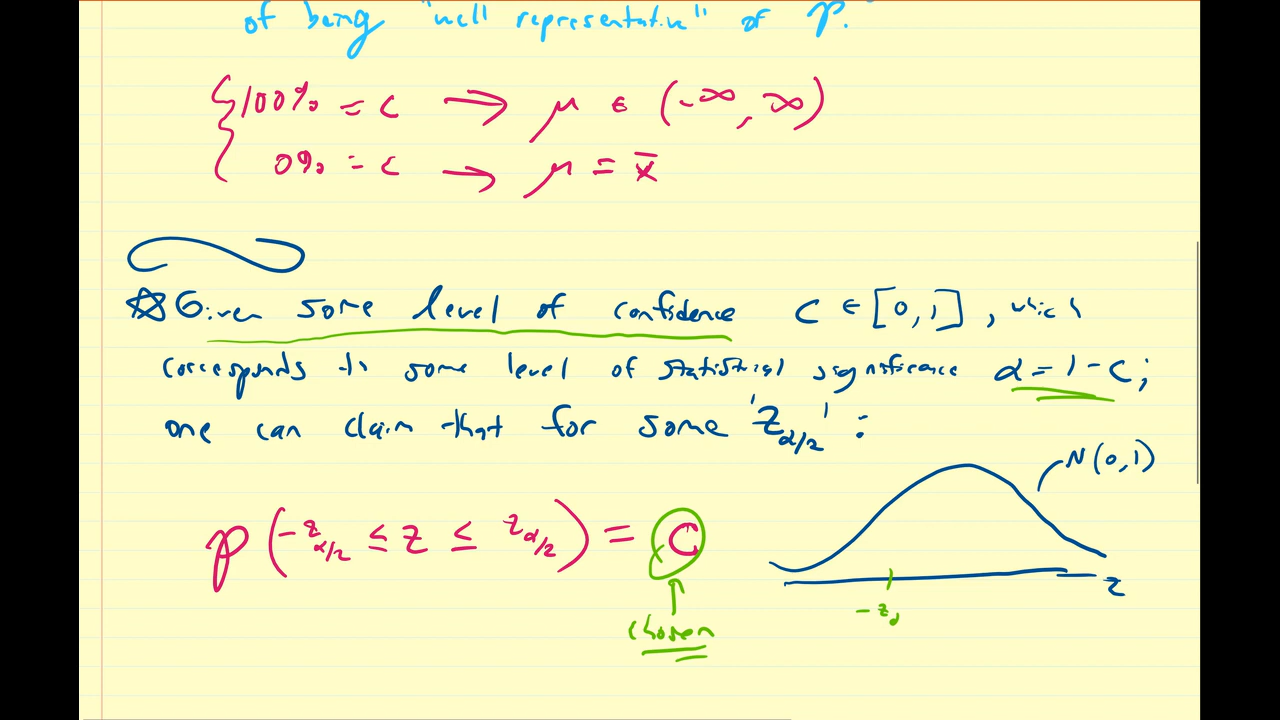 of being "well representative" of P."
100% = C → μ ∈ (-∞, ∞)
0% = C → μ = x̄
☆ Given some level of confidence C ∈ [0,1], which
corresponds to some level of statistical significance α = 1 - C;
one can claim that for some 'Z_{α/2}' :
N(0,1)
P(-z_{α/2} ≤ Z ≤ z_{α/2}) = C
Z
-z
chosen